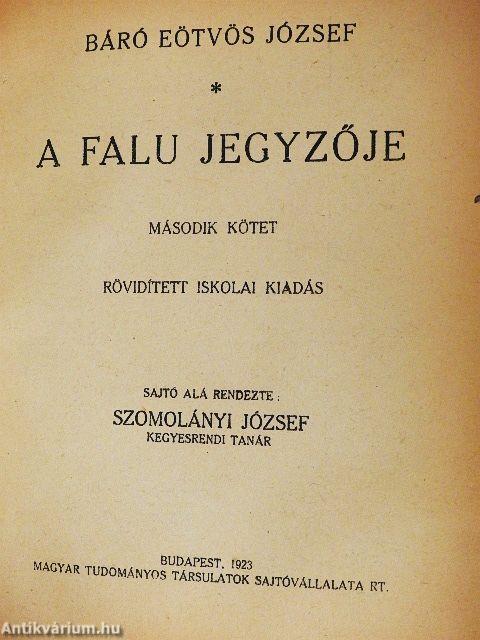 BÁRÓ EÖTVÖS JÓZSEF
*
A FALU JEGYZŐJE
MÁSODIK KÖTET
RÖVIDÍTETT ISKOLAI KIADÁS
SAJTÓ ALÁ RENDEZTE:
SZOMOLÁNYI JÓZSEF
KEGYESRENDI TANÁR
BUDAPEST, 1923
MAGYAR TUDOMÁNYOS TÁRSULATOK SAJTÓVÁLLALATA RT.
Antikvárium.hu